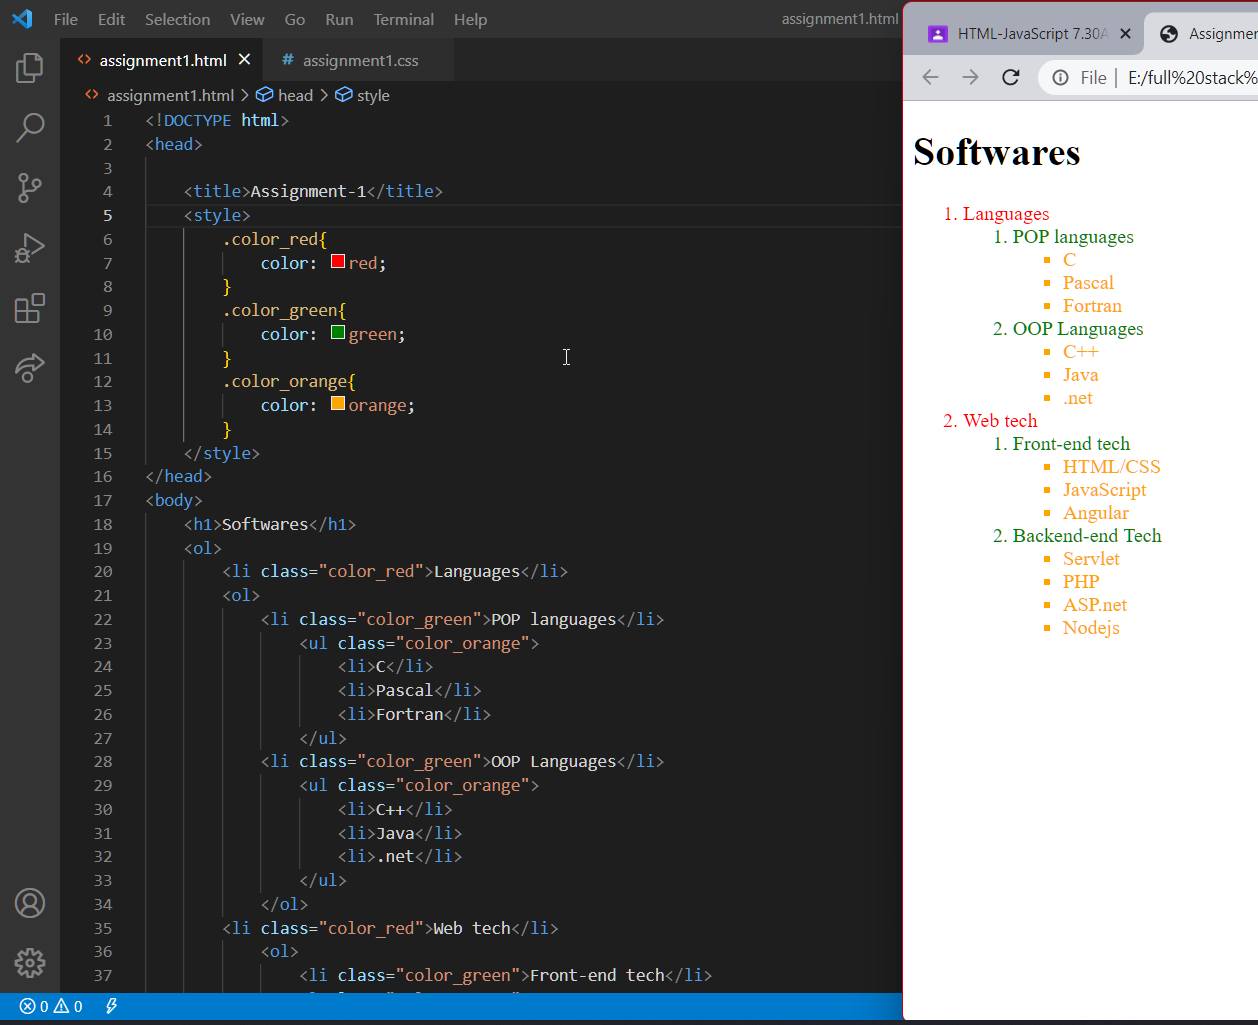 File Edit Selection View Go Run Terminal Help assignment1.html
assignment1.html
# assignment1.css
assignment1.html > head > style
1 <!DOCTYPE html>
2 <head>
3
4 <title>Assignment-1</title>
5 <style>
6 .color_red{
7 color: red;
8 }
9 .color_green{
10 color: green;
11 }
12 .color_orange{
13 color: orange;
14 }
15 </style>
16 </head>
17 <body>
18 <h1>Softwares</h1>
19 <ol>
20 <li class="color_red">Languages</li>
21 <ol>
22 <li class="color_green">POP languages</li>
23 <ul class="color_orange">
24 <li>C</li>
25 <li>Pascal</li>
26 <li>Fortran</li>
27 </ul>
28 <li class="color_green">OOP Languages</li>
29 <ul class="color_orange">
30 <li>C++</li>
31 <li>Java</li>
32 <li>.net</li>
33 </ul>
34 </ol>
35 <li class="color_red">Web tech</li>
36 <ol>
37 <li class="color_green">Front-end tech</li>
0 0
HTML-JavaScript 7.30A
Assignmen
File | E:/full%20stack%
Softwares
1. Languages
1. POP languages
C
Pascal
Fortran
2. OOP Languages
C++
Java
.net
2. Web tech
1. Front-end tech
HTML/CSS
JavaScript
Angular
2. Backend-end Tech
Servlet
PHP
ASP.net
Nodejs